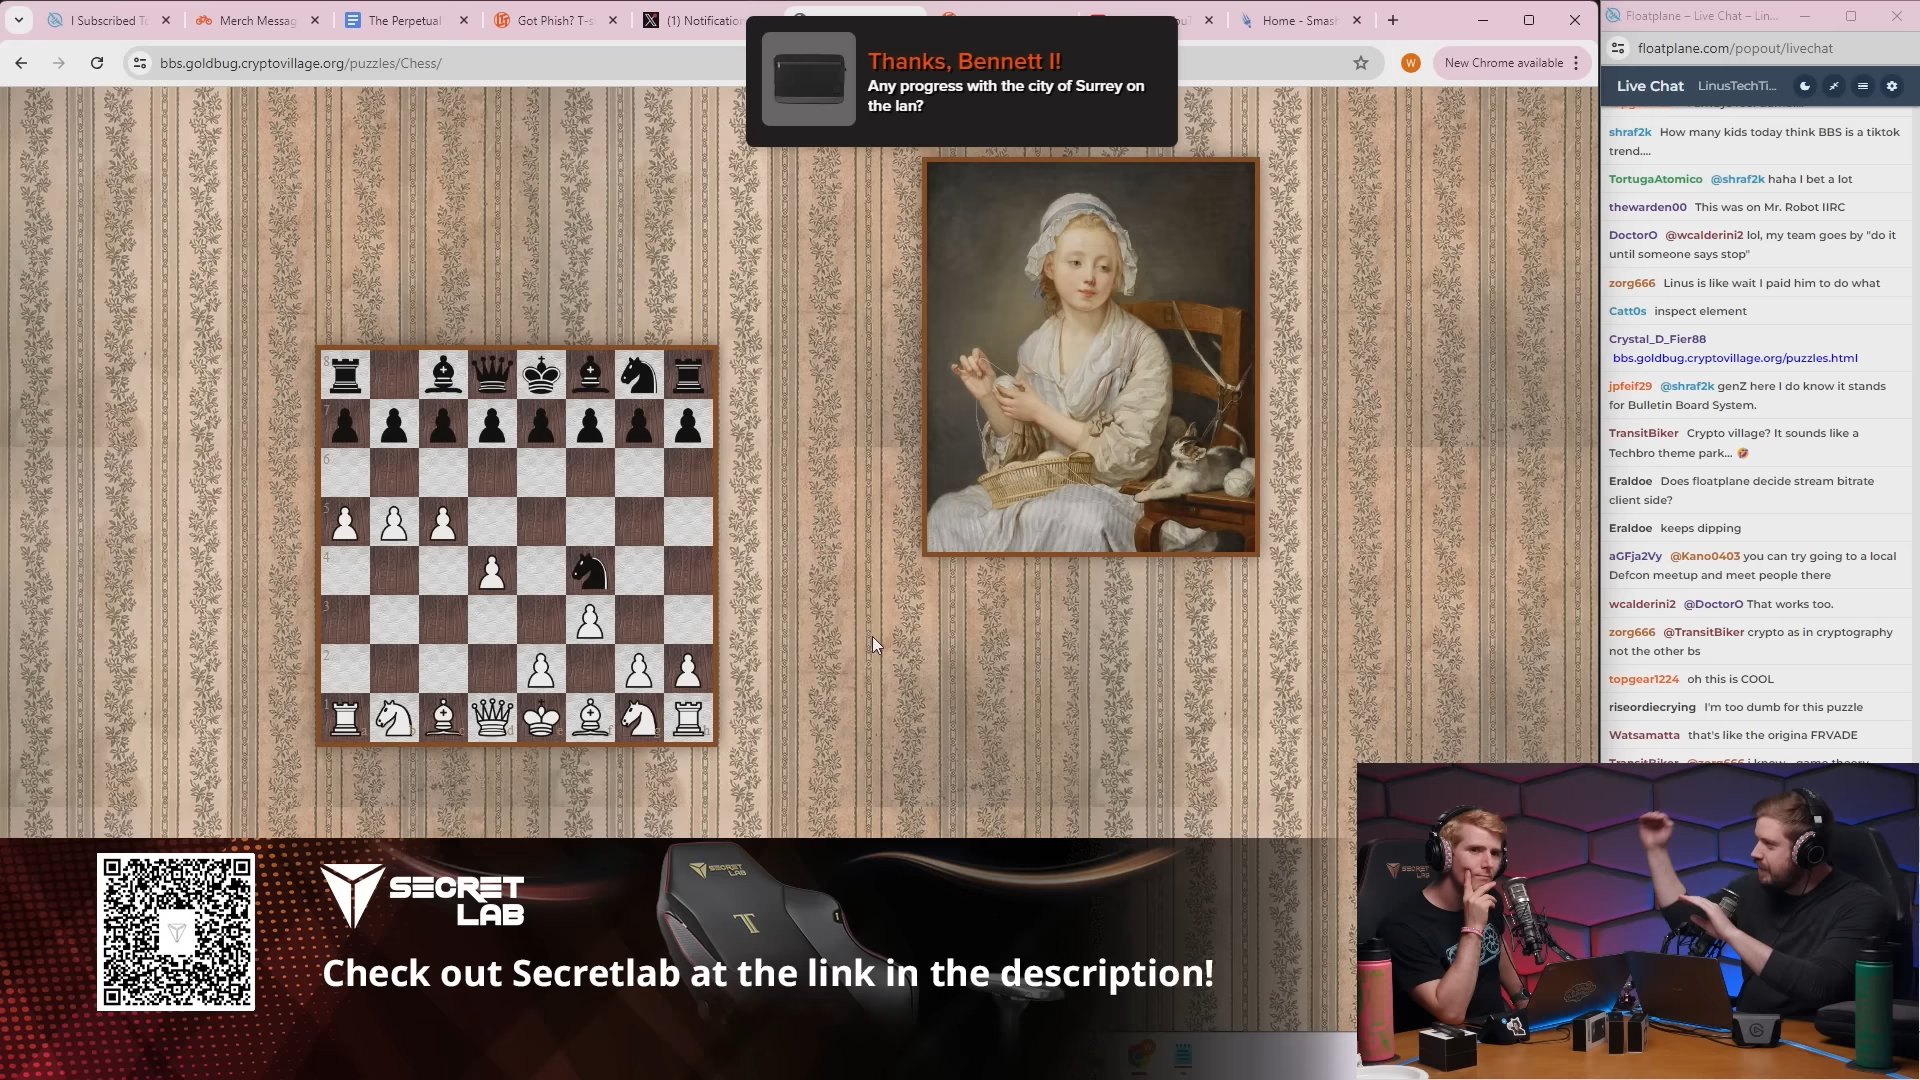 I Subscribed To
Merch Messag
The Perpetual
Got Phish? T-s
(1) Notification
Home - Smash
bbs.goldbug.cryptovillage.org/puzzles/Chess/
W
New Chrome available
Thanks, Bennett I!
Any progress with the city of Surrey on
the lan?
8
7
6
5
4
3
2
SECRET
LAB
Check out Secretlab at the link in the description!
Floatplane – Live Chat – Lin...
floatplane.com/popout/livechat
Live Chat LinusTechTi...
shraf2k How many kids today think BBS is a tiktok
trend....
TortugaAtomico @shraf2k haha I bet a lot
thewarden00 This was on Mr. Robot IIRC
DoctorO @wcalderini2 lol, my team goes by "do it
until someone says stop"
zorg666 Linus is like wait I paid him to do what
Catt0s inspect element
Crystal_D_Fier88
bbs.goldbug.cryptovillage.org/puzzles.html
jpfeif29 @shraf2k genZ here I do know it stands
for Bulletin Board System.
TransitBiker Crypto village? It sounds like a
Techbro theme park...
Eraldoe Does floatplane decide stream bitrate
client side?
Eraldoe keeps dipping
aGFja2Vy @Kano0403 you can try going to a local
Defcon meetup and meet people there
wcalderini2 @DoctorO That works too.
zorg666 @TransitBiker crypto as in cryptography
not the other bs
topgear1224 oh this is COOL
riseordiecrying I'm too dumb for this puzzle
Watsamatta that's like the origina FRVADE